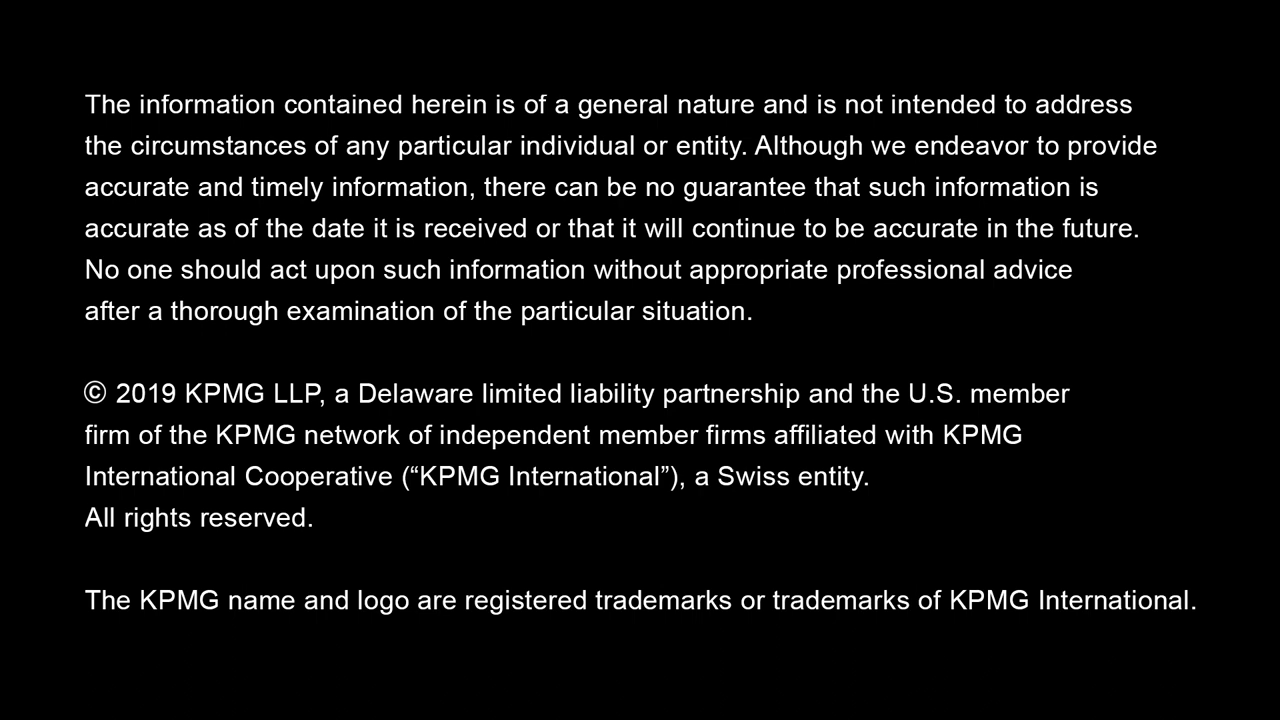 The information contained herein is of a general nature and is not intended to address
the circumstances of any particular individual or entity. Although we endeavor to provide
accurate and timely information, there can be no guarantee that such information is
accurate as of the date it is received or that it will continue to be accurate in the future.
No one should act upon such information without appropriate professional advice
after a thorough examination of the particular situation.
© 2019 KPMG LLP, a Delaware limited liability partnership and the U.S. member
firm of the KPMG network of independent member firms affiliated with KPMG
International Cooperative (“KPMG International”), a Swiss entity.
All rights reserved.
The KPMG name and logo are registered trademarks or trademarks of KPMG International.